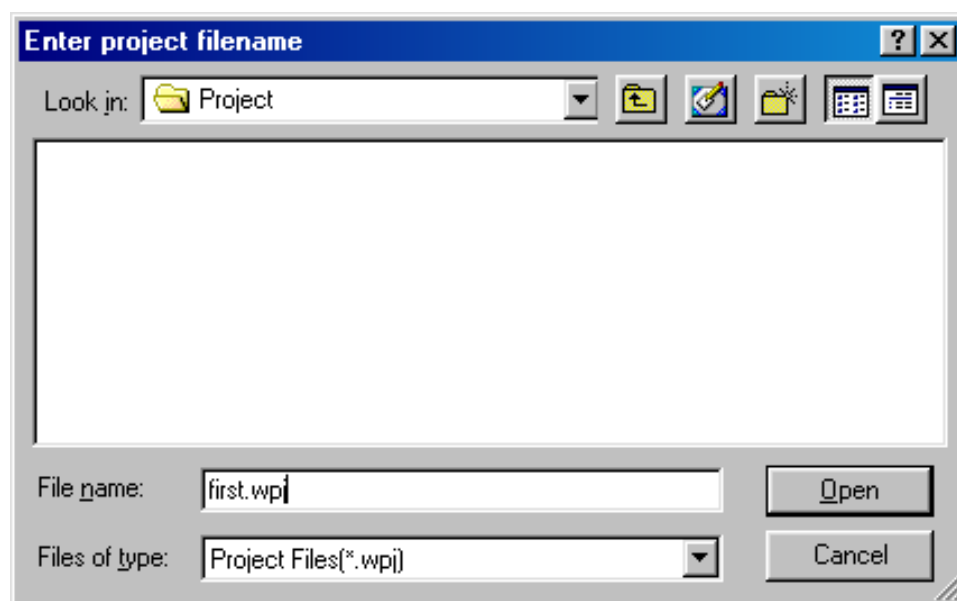 Enter project filename
Look in: Project
File name: first.wpj
Open
Files of type: Project Files(*.wpj)
Cancel